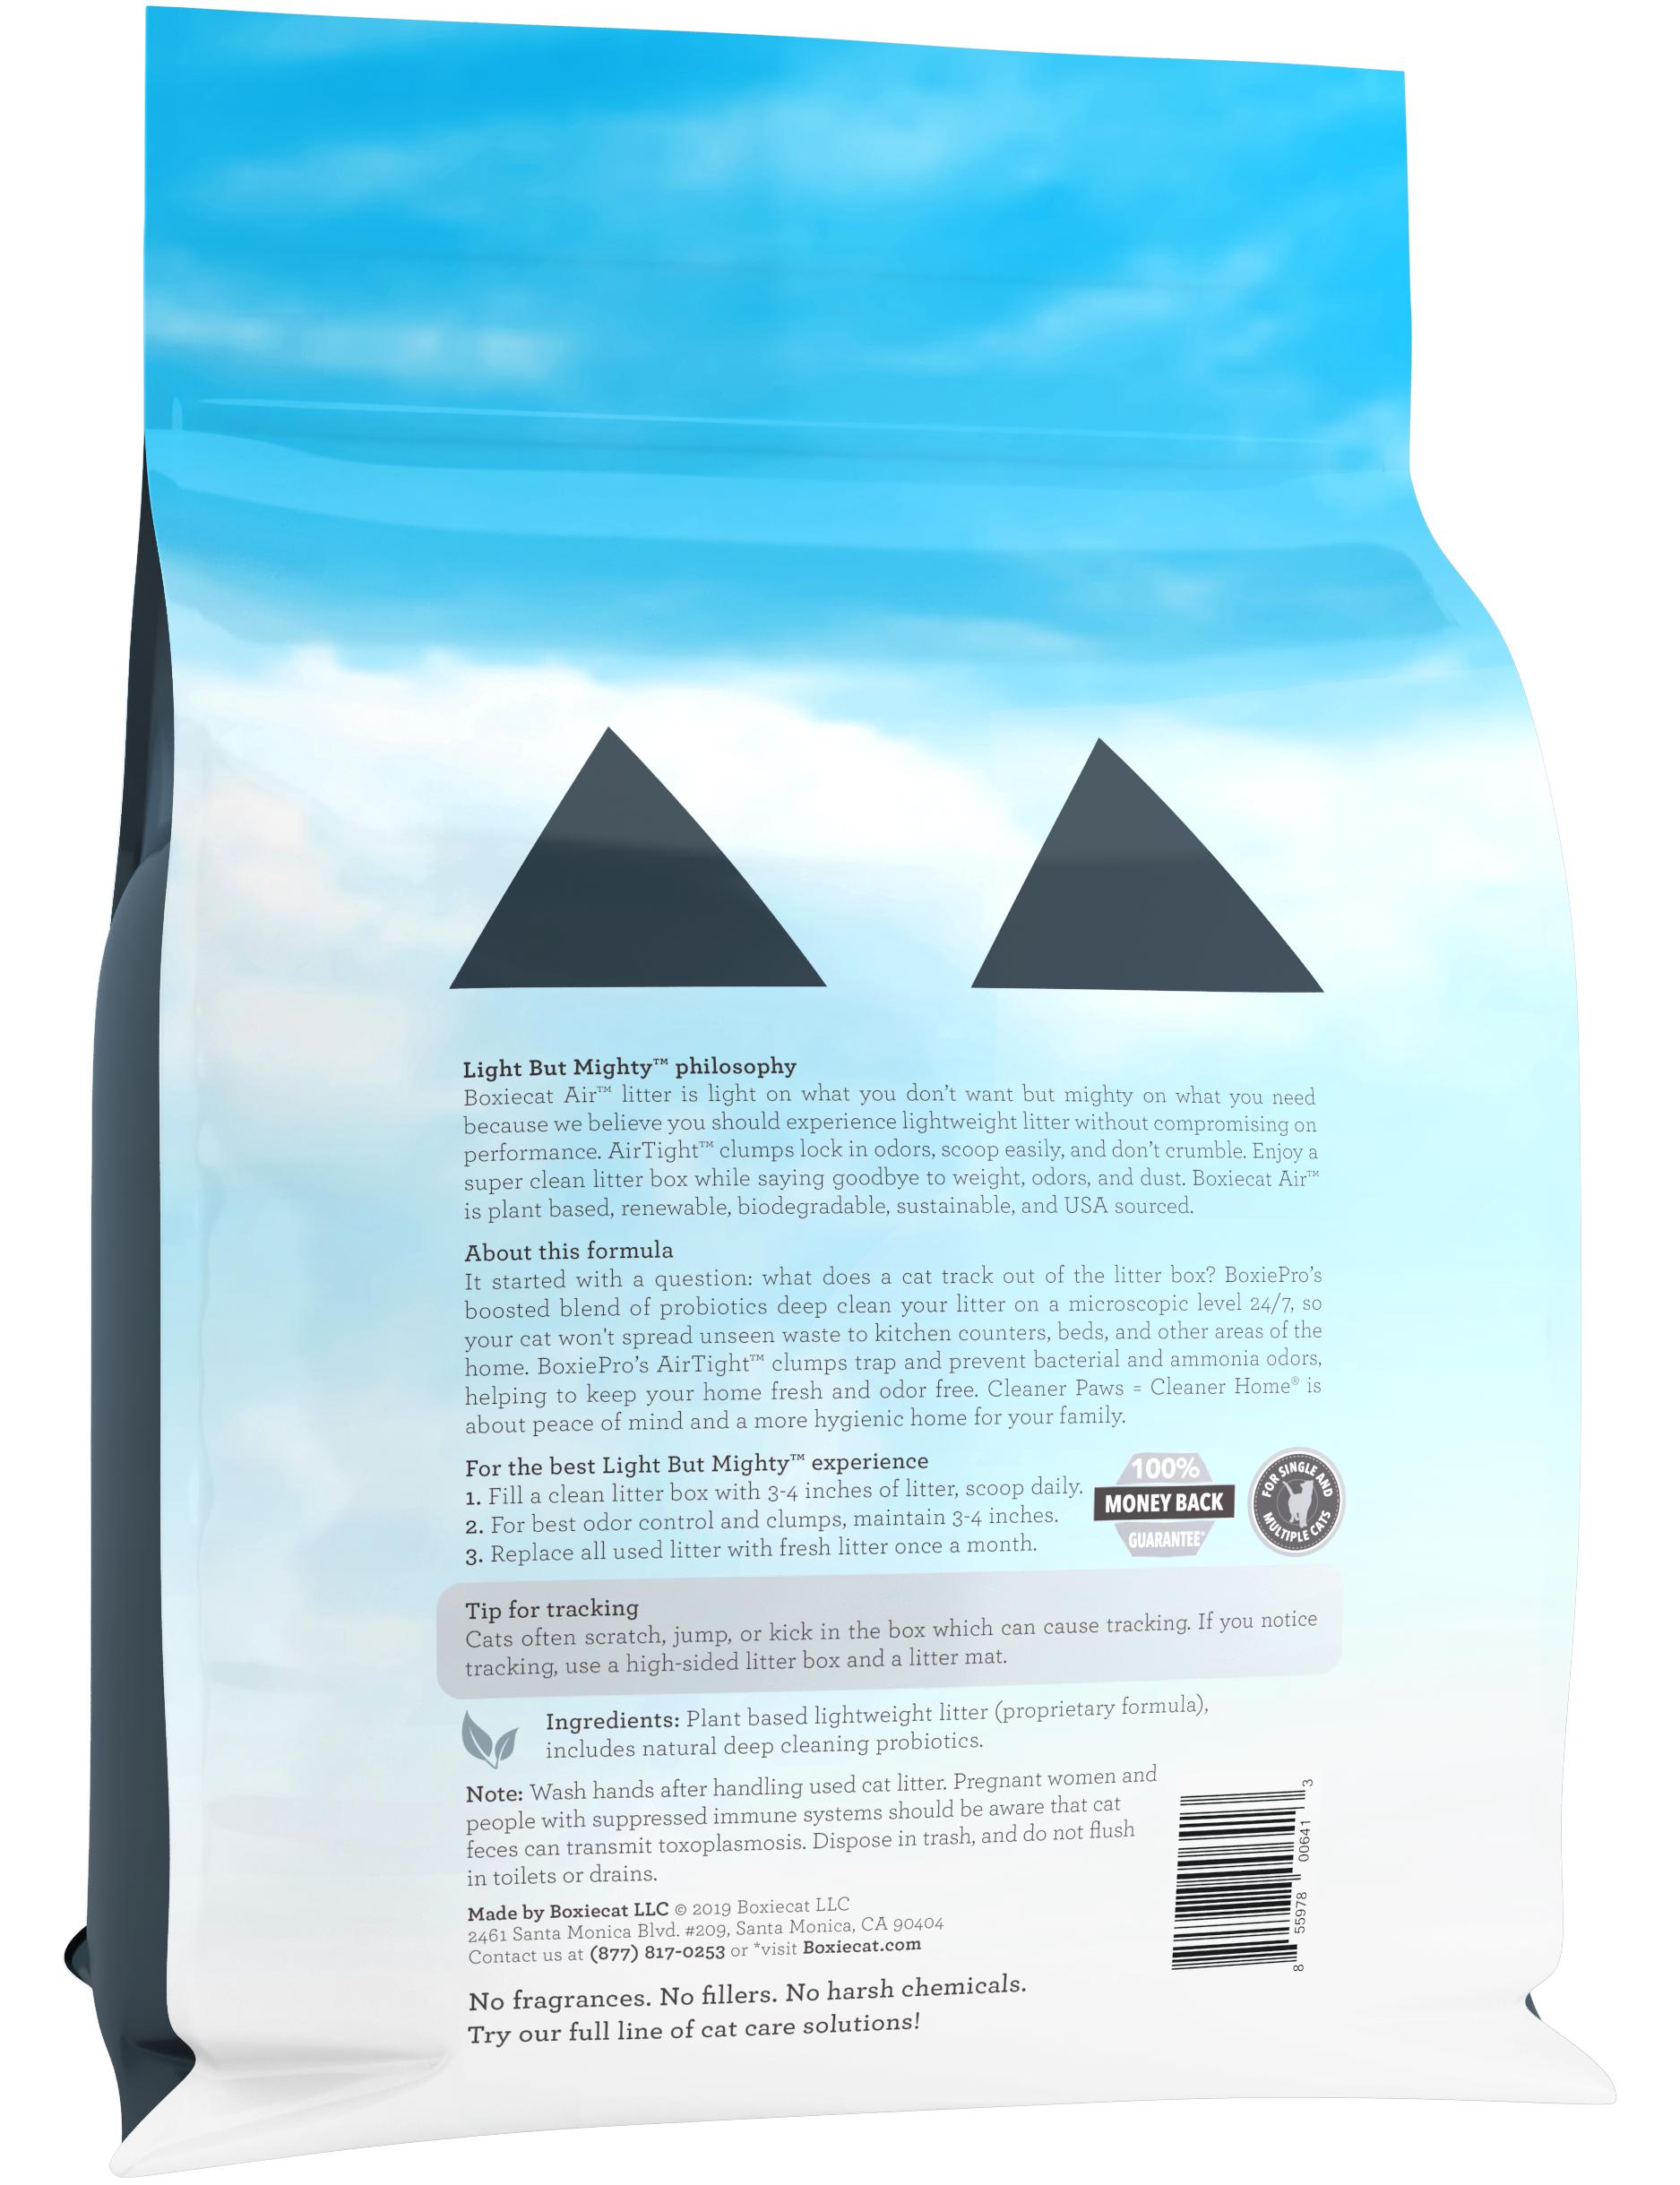 Light But Mighty™ philosophy
Boxiecat Air™ litter is light on what you don't want but mighty on what you need
because we believe you should experience lightweight litter without compromising on
performance. AirTight™ clumps lock in odors, scoop easily, and don't crumble. Enjoy a
super clean litter box while saying goodbye to weight, odors, and dust. Boxiecat Air™
is plant based, renewable, biodegradable, sustainable, and USA sourced.
About this formula
It started with a question: what does a cat track out of the litter box? BoxiePro's
boosted blend of probiotics deep clean your litter on a microscopic level 24/7, so
your cat won't spread unseen waste to kitchen counters, beds, and other areas of the
home. BoxiePro's AirTight™ clumps trap and prevent bacterial and ammonia odors,
helping to keep your home fresh and odor free. Cleaner Paws = Cleaner Home® is
about peace of mind and a more hygienic home for your family.
For the best Light But Mighty™ experience
1. Fill a clean litter box with 3-4 inches of litter, scoop daily.
2. For best odor control and clumps, maintain 3-4 inches.
3. Replace all used litter with fresh litter once a month.
100%
MONEY BACK
GUARANTEE*
FOR SINGLE AND
MULTIPLE CATS
Tip for tracking
Cats often scratch, jump, or kick in the box which can cause tracking. If you notice
tracking, use a high-sided litter box and a litter mat.
Ingredients: Plant based lightweight litter (proprietary formula),
includes natural deep cleaning probiotics.
Note: Wash hands after handling used cat litter. Pregnant women and
people with suppressed immune systems should be aware that cat
feces can transmit toxoplasmosis. Dispose in trash, and do not flush
in toilets or drains.
Made by Boxiecat LLC © 2019 Boxiecat LLC
2461 Santa Monica Blvd. #209, Santa Monica, CA 90404
Contact us at (877) 817-0253 or *visit Boxiecat.com
8 55978 00641 3
No fragrances. No fillers. No harsh chemicals.
Try our full line of cat care solutions!